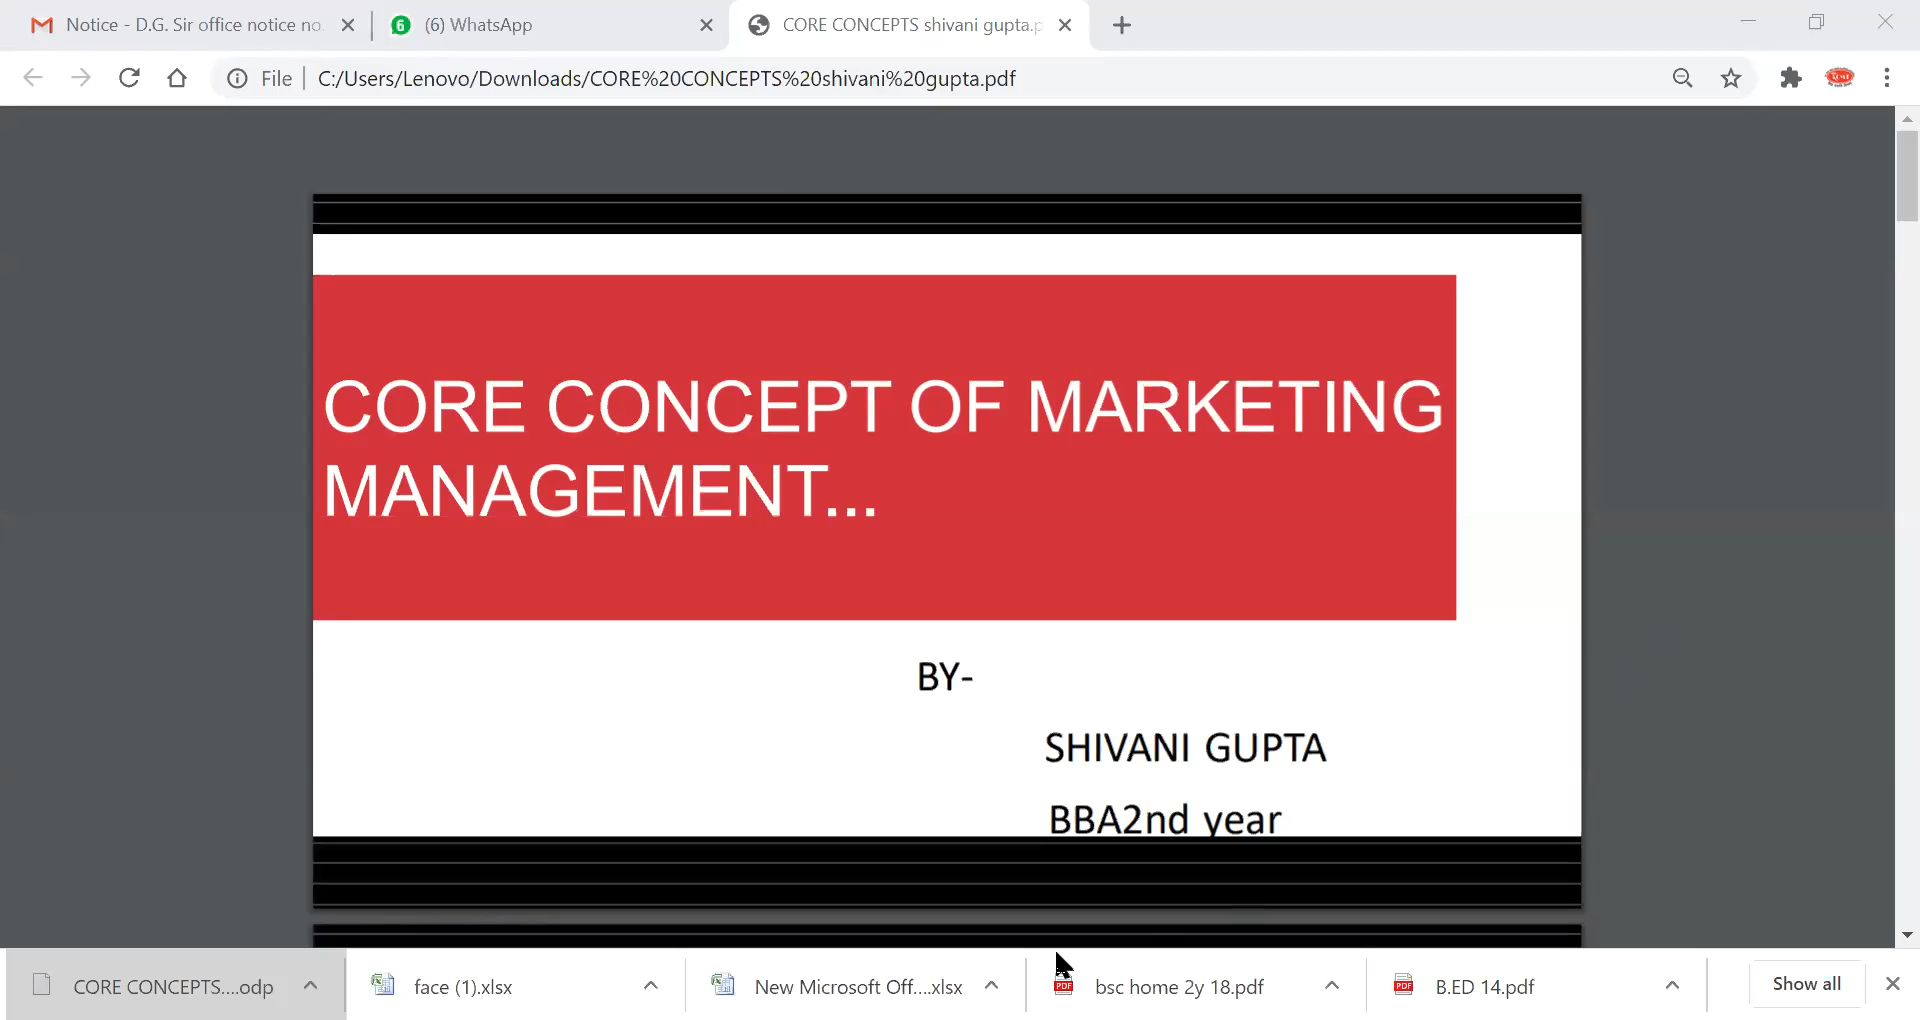 Notice - D.G. Sir office notice no.
(6) WhatsApp
CORE CONCEPTS shivani gupta.p
File
C:/Users/Lenovo/Downloads/CORE%20CONCEPTS%20shivani%20gupta.pdf
CORE CONCEPT OF MARKETING
MANAGEMENT...
BY-
SHIVANI GUPTA
BBA2nd year
CORE CONCEPTS....odp
face (1).xlsx
New Microsoft Off....xlsx
PDF
bsc home 2y 18.pdf
PDF
B.ED 14.pdf
Show all